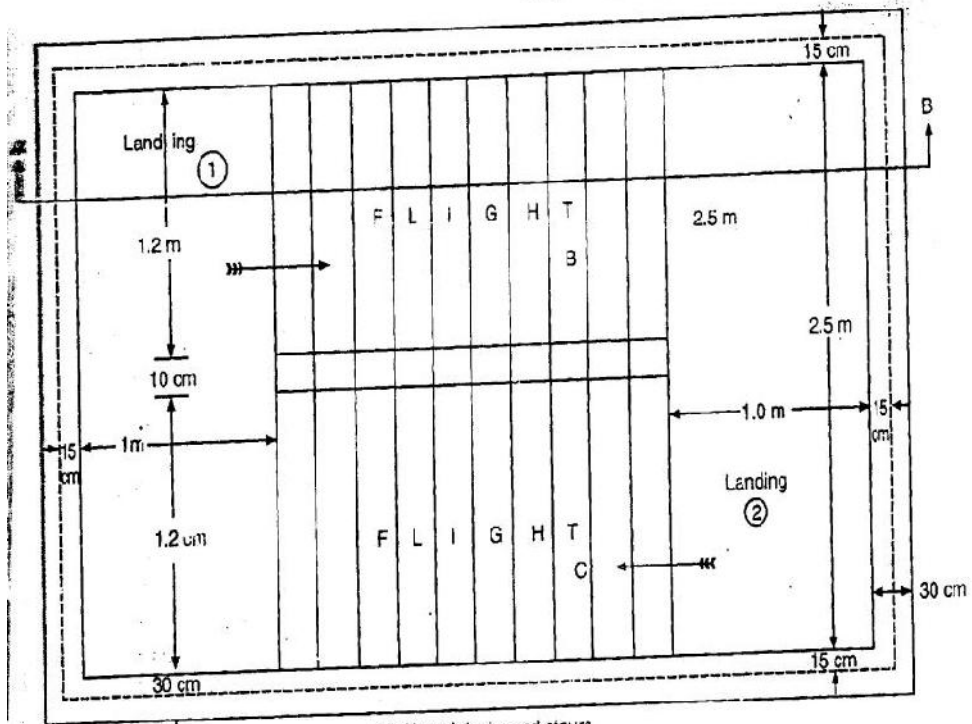 15 cm
B
Landing
1
F L I G H T
2.5 m
1.2 m
B
2.5 m
10 cm
1.0 m
15 cm
1m
15 cm
Landing
2
1.2 cm
F L I G H T
C
30 cm
15 cm
30 cm